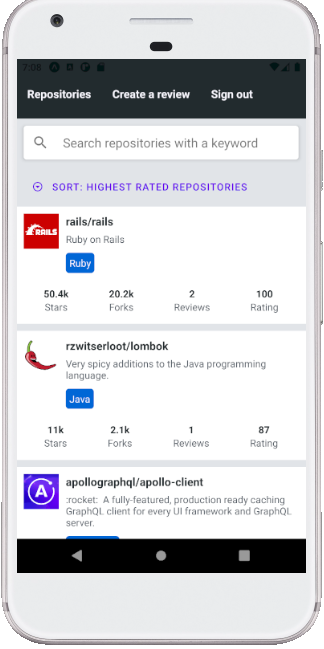 7:08
Repositories Create a review Sign out
Search repositories with a keyword
SORT: HIGHEST RATED REPOSITORIES
RAILS
rails/rails
Ruby on Rails
Ruby
50.4k 20.2k 2 100
Stars Forks Reviews Rating
rzwitserloot/lombok
Very spicy additions to the Java programming
language.
Java
11k 2.1k 1 87
Stars Forks Reviews Rating
A
apollographql/apollo-client
:rocket: A fully-featured, production ready caching
GraphQL client for every UI framework and GraphQL
server.